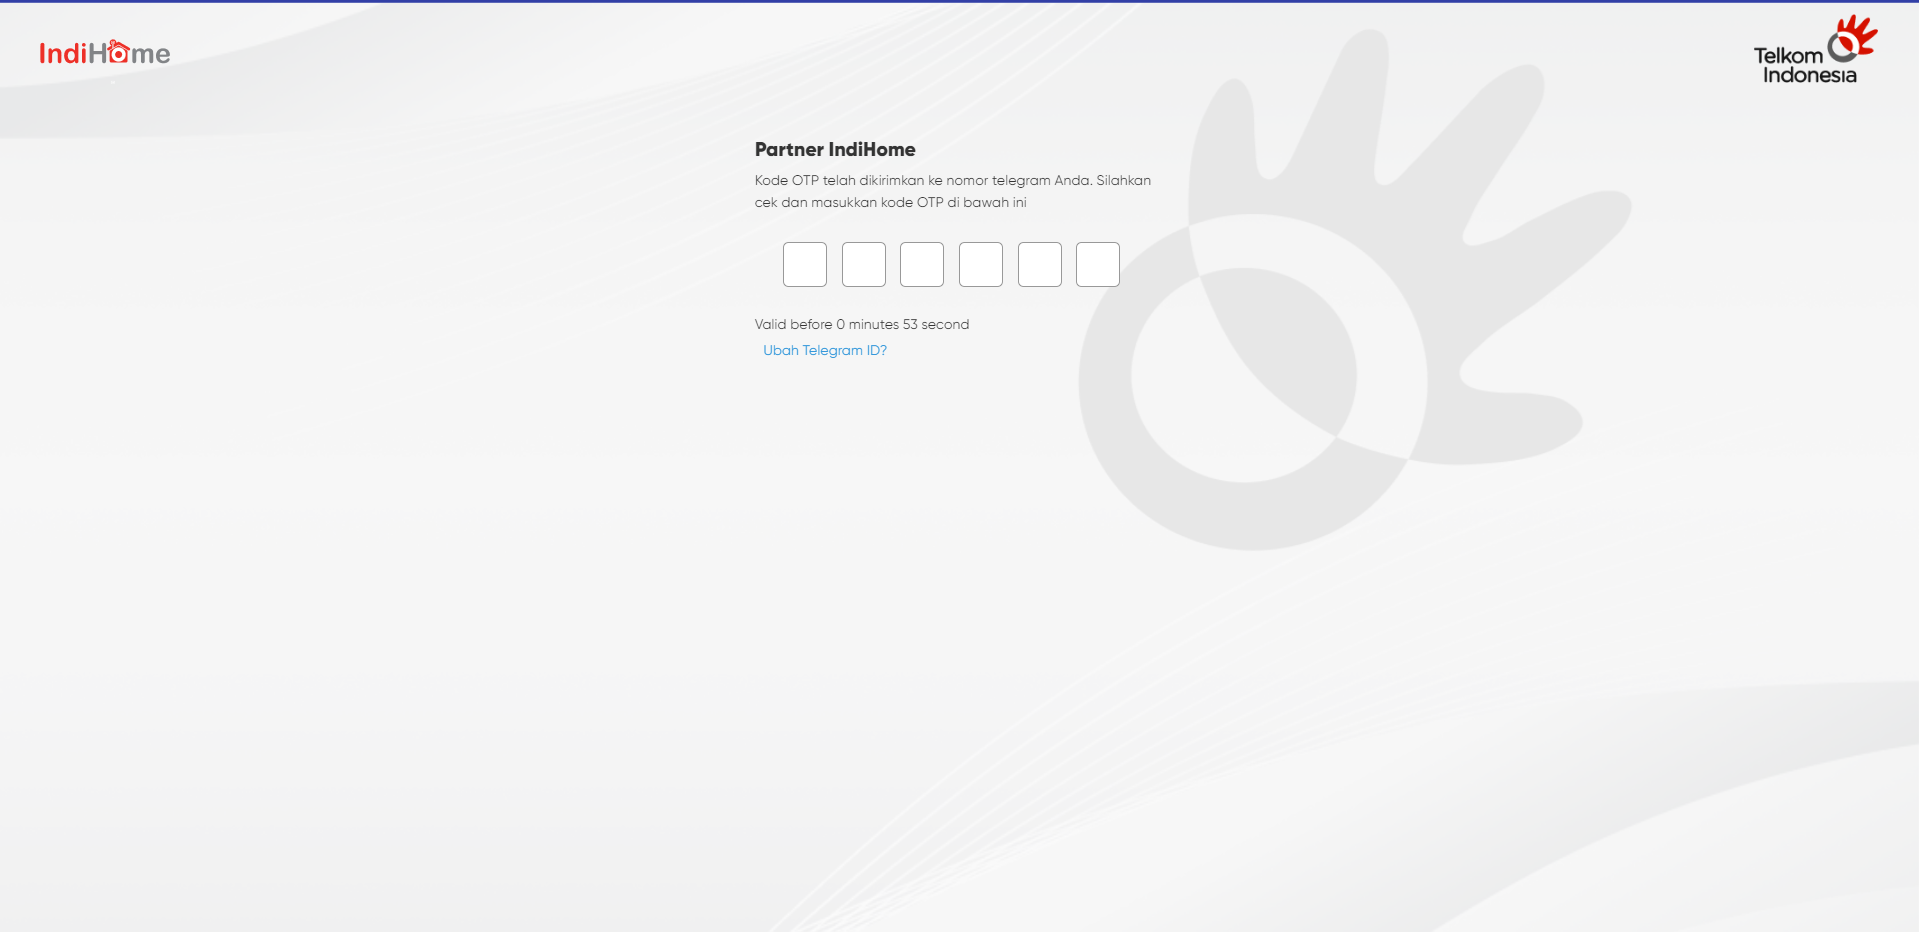 IndiHome
Telkom
Indonesia
Partner IndiHome
Kode OTP telah dikirimkan ke nomor telegram Anda. Silahkan
cek dan masukkan kode OTP di bawah ini
Valid before 0 minutes 53 second
Ubah Telegram ID?